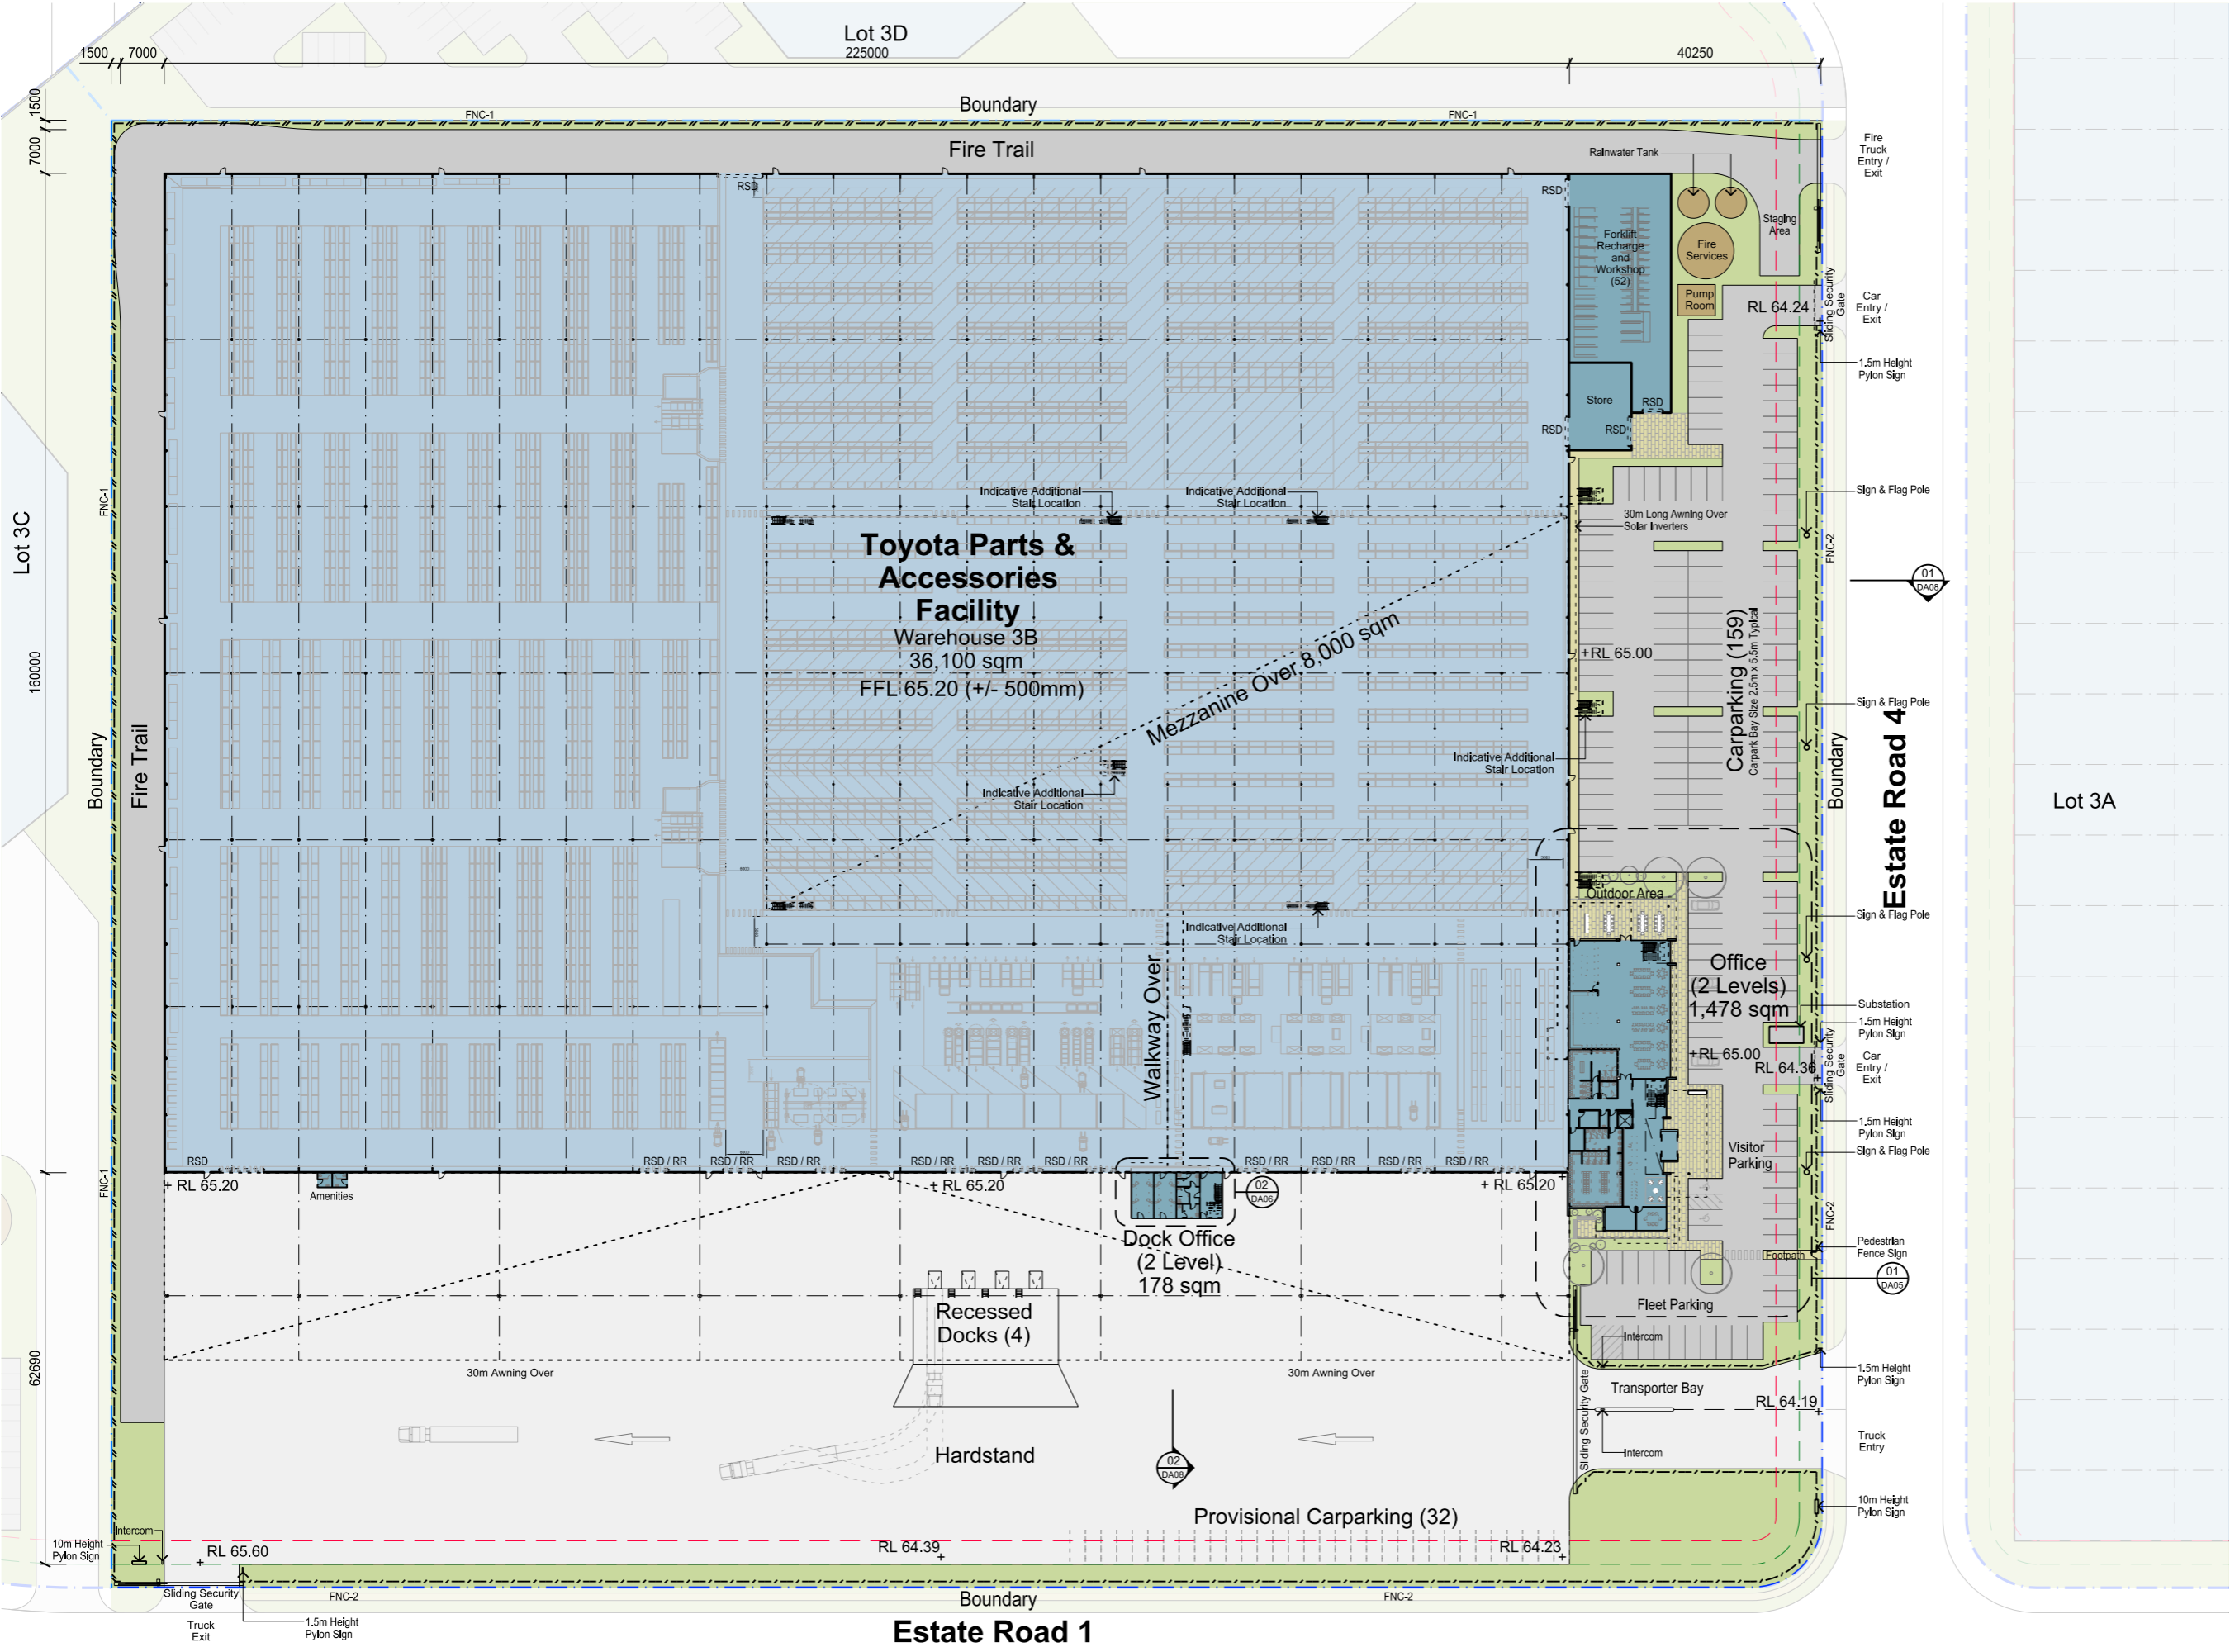 Lot 3D
1500
7000
225000
40250
1500
7000
160000
62690
Boundary
FNC-1
FNC-1
Fire Trail
Fire
Truck
Entry /
Exit
Rainwater Tank
RSD
RSD
Staging
Area
Forklift
Recharge
and
Workshop
(52)
Fire
Services
Pump
Room
RL 64.24
Sliding Security
Gate
Car
Entry /
Exit
1.5m Height
Pylon Sign
Store
RSD
RSD
RSD
Lot 3C
FNC-1
Boundary
Fire Trail
Indicative Additional
Stair Location
Indicative Additional
Stair Location
30m Long Awning Over
Solar Inverters
Sign & Flag Pole
FNC-2
01
DA08
Toyota Parts &
Accessories
Facility
Warehouse 3B
36,100 sqm
FFL 65.20 (+/- 500mm)
Mezzanine Over 8,000 sqm
+RL 65.00
Carparking (159)
Carpark Bay Size 2.5m x 5.5m Typical
Sign & Flag Pole
Boundary
Estate Road 4
Lot 3A
Indicative Additional
Stair Location
Indicative Additional
Stair Location
Indicative Additional
Stair Location
Outdoor Area
Sign & Flag Pole
Walkway Over
Office
(2 Levels)
1,478 sqm
Substation
1.5m Height
Pylon Sign
+RL 65.00
RL 64.36
Sliding Security
Gate
Car
Entry /
Exit
1.5m Height
Pylon Sign
Visitor
Parking
Sign & Flag Pole
FNC-1
RSD
RSD / RR
RSD / RR
RSD / RR
RSD / RR
RSD / RR
RSD / RR
RSD / RR
RSD / RR
RSD / RR
RSD / RR
+ RL 65.20
Amenities
+ RL 65.20
+ RL 65.20
02
DA06
Dock Office
(2 Level)
178 sqm
FNC-2
Pedestrian
Fence Sign
Footpath
01
DA05
Recessed
Docks (4)
Fleet Parking
Intercom
30m Awning Over
30m Awning Over
1.5m Height
Pylon Sign
Sliding Security Gate
Transporter Bay
RL 64.19
Truck
Entry
Intercom
Hardstand
02
DA08
10m Height
Pylon Sign
Provisional Carparking (32)
Intercom
10m Height
Pylon Sign
RL 65.60
RL 64.39
RL 64.23
Sliding Security
Gate
FNC-2
Boundary
FNC-2
Truck
Exit
1.5m Height
Pylon Sign
Estate Road 1